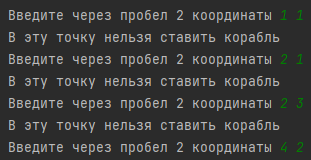 Введите через пробел 2 координаты 1 1
В эту точку нельзя ставить корабль
Введите через пробел 2 координаты 2 1
В эту точку нельзя ставить корабль
Введите через пробел 2 координаты 2 3
В эту точку нельзя ставить корабль
Введите через пробел 2 координаты 4 2